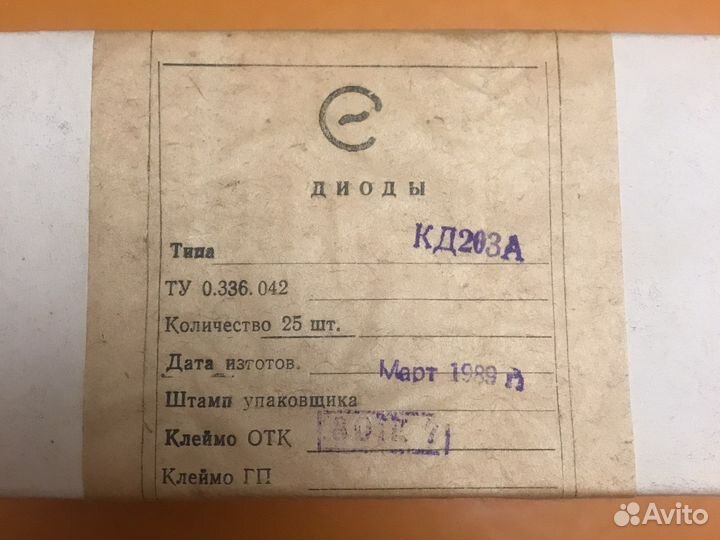 ДИОДЫ
Типа КД203А
ТУ 0.336.042
Количество 25 шт.
Дата изготов. Март 1989 г
Штамп упаковщика
Клеймо ОТК
Клеймо ГП
Avito